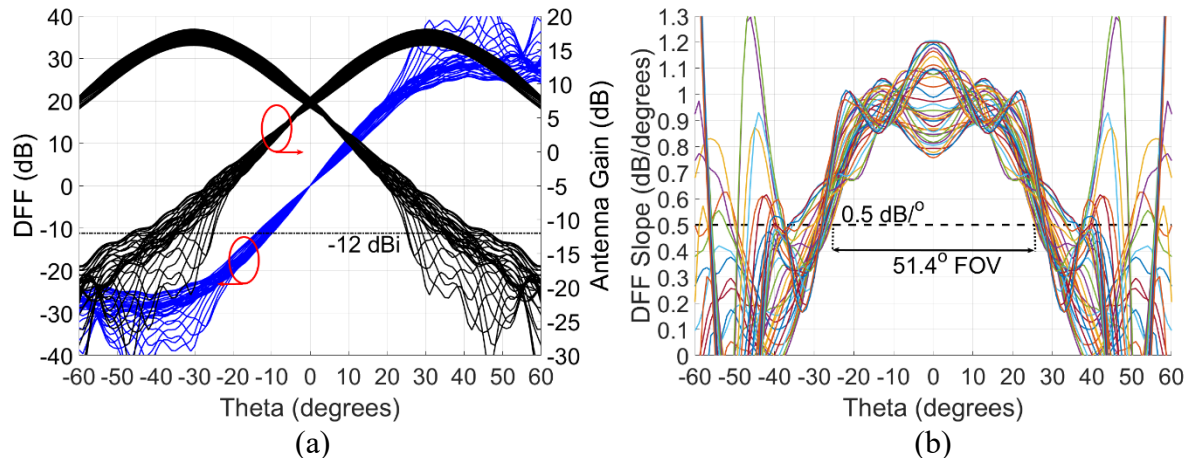 40
30
20
10
0
-10
-20
-30
-40
DFF (dB)
20
15
10
5
0
-5
-10
-15
-20
-25
-30
Antenna Gain (dB)
-12 dBi
-60 -50 -40 -30 -20 -10 0 10 20 30 40 50 60
Theta (degrees)
(a)
1.3
1.2
1.1
1
0.9
0.8
0.7
0.6
0.5
0.4
0.3
0.2
0.1
0
DFF Slope (dB/degrees)
0.5 dB/°
51.4° FOV
-60 -50 -40 -30 -20 -10 0 10 20 30 40 50 60
Theta (degrees)
(b)